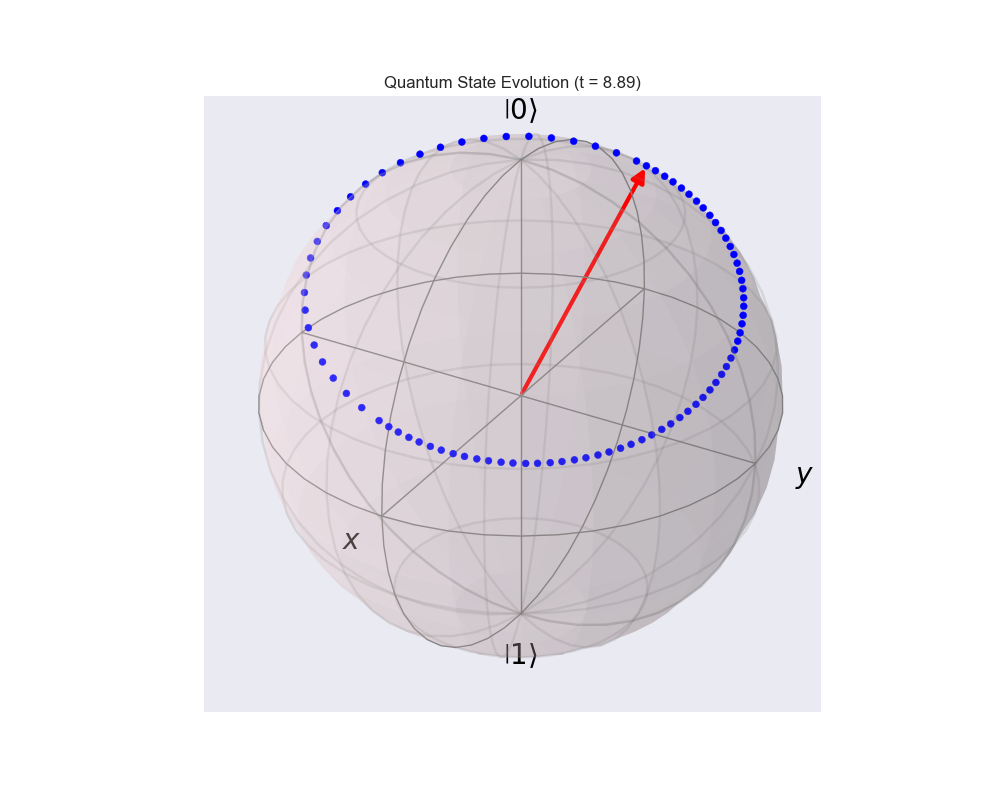 Quantum State Evolution (t = 8.89)
|0⟩
y
x
|1⟩